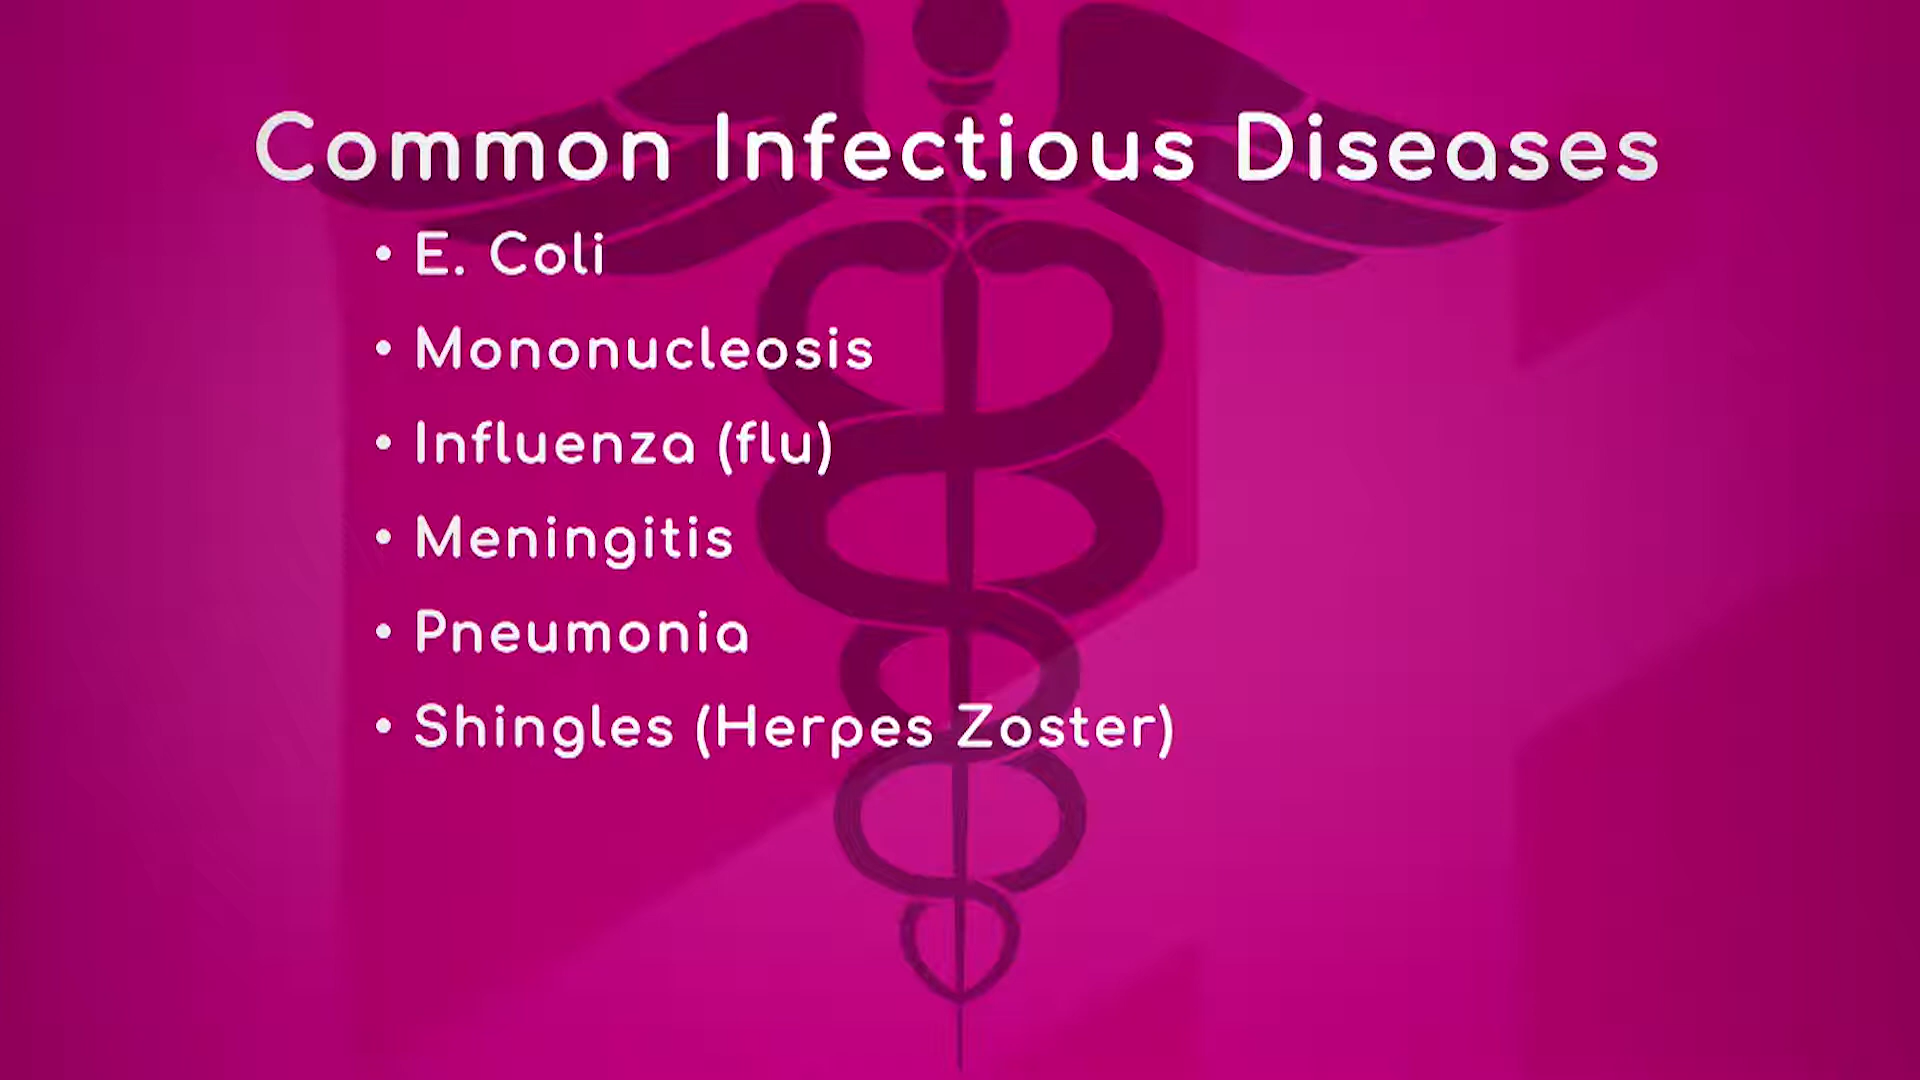 Common Infectious Diseases
• E. Coli
• Mononucleosis
• Influenza (flu)
• Meningitis
• Pneumonia
• Shingles (Herpes Zoster)